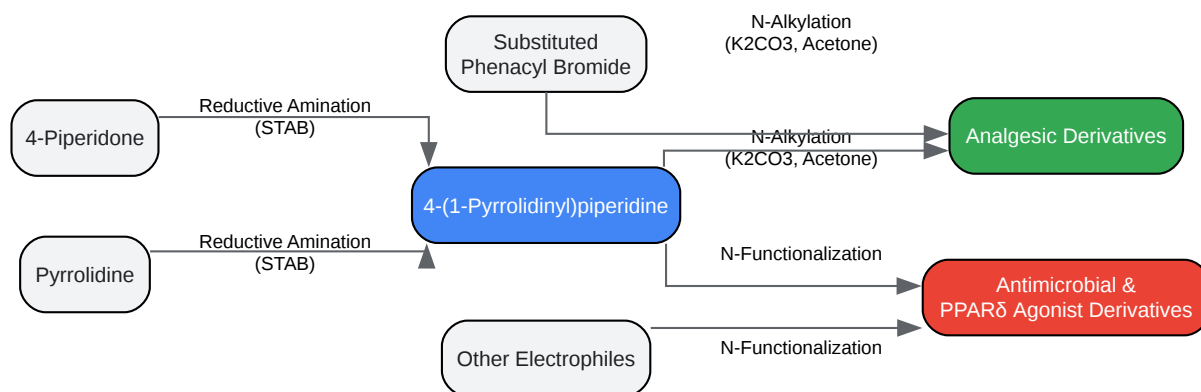 N-Alkylation
(K2CO3, Acetone)
Substituted
Phenacyl Bromide
Reductive Amination
(STAB)
4-Piperidone
Analgesic Derivatives
N-Alkylation
(K2CO3, Acetone)
4-(1-Pyrrolidinyl)piperidine
Reductive Amination
(STAB)
Pyrrolidine
N-Functionalization
Antimicrobial &
PPARδ Agonist Derivatives
Other Electrophiles
N-Functionalization